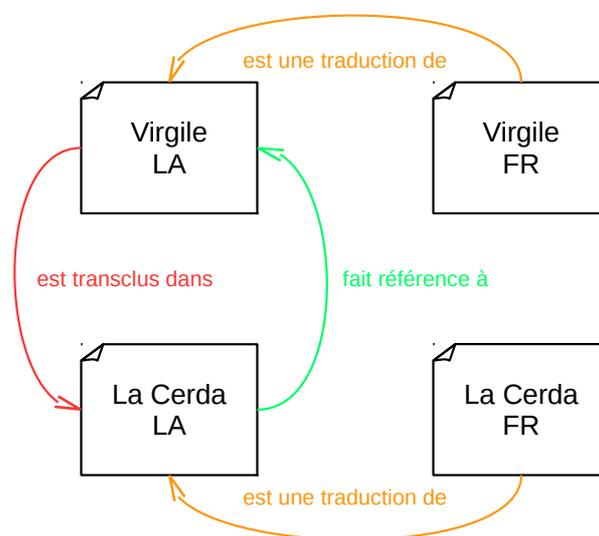 est une traduction de
Virgile
LA
Virgile
FR
est transclus dans
fait référence à
La Cerda
LA
La Cerda
FR
est une traduction de